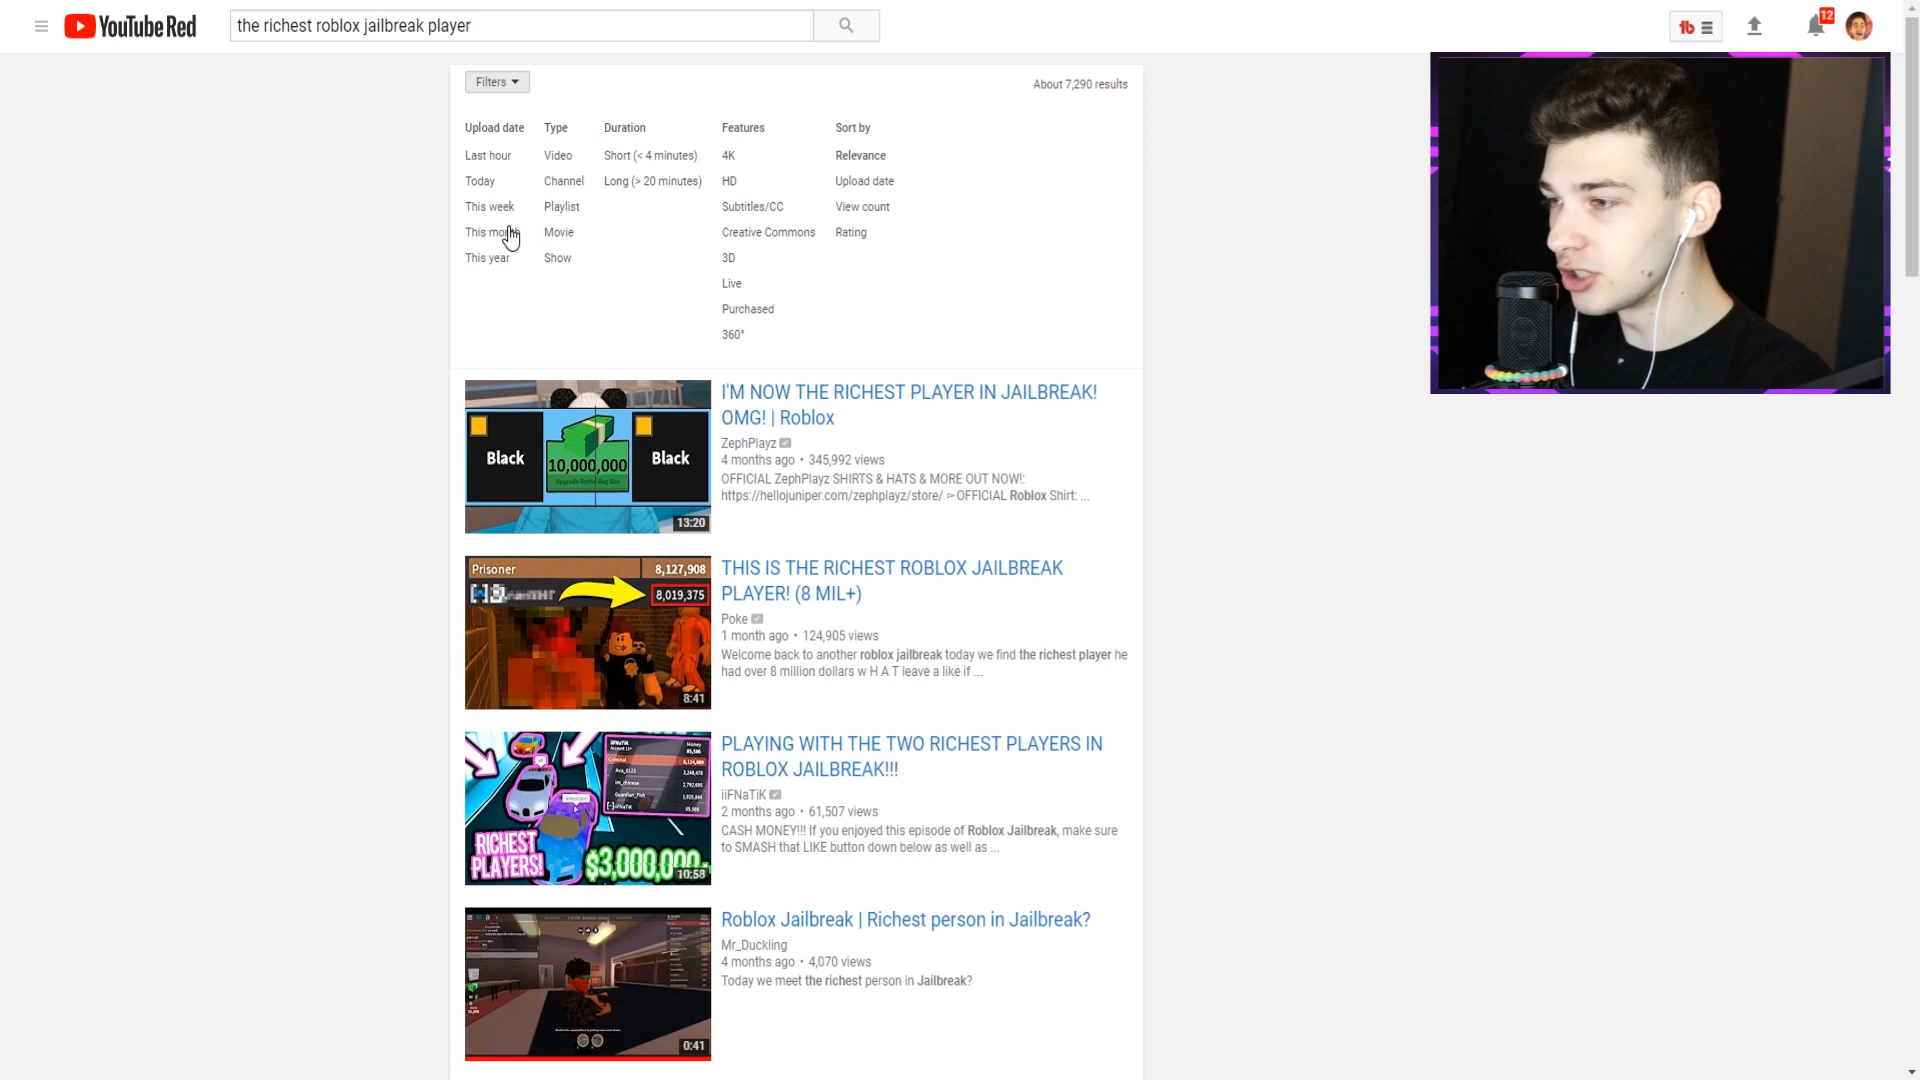 YouTube Red
the richest roblox jailbreak player
12
Filters
About 7,290 results
Upload date
Type
Duration
Features
Sort by
Last hour
Video
Short (< 4 minutes)
4K
Relevance
Today
Channel
Long (> 20 minutes)
HD
Upload date
This week
Playlist
Subtitles/CC
View count
This month
Movie
Creative Commons
Rating
This year
Show
3D
Live
Purchased
360°
Black
10,000,000
Upgrade Duffel Bag Size
Black
13:20
I'M NOW THE RICHEST PLAYER IN JAILBREAK!
OMG! | Roblox
ZephPlayz
4 months ago • 345,992 views
OFFICIAL ZephPlayz SHIRTS & HATS & MORE OUT NOW!:
https://hellojuniper.com/zephplayz/store/ ⊳OFFICIAL Roblox Shirt: ...
Prisoner
8,127,908
8,019,375
8:41
THIS IS THE RICHEST ROBLOX JAILBREAK
PLAYER! (8 MIL+)
Poke
1 month ago • 124,905 views
Welcome back to another roblox jailbreak today we find the richest player he
had over 8 million dollars w H A T leave a like if ...
RICHEST
PLAYERS!
$3,000,000
10:58
PLAYING WITH THE TWO RICHEST PLAYERS IN
ROBLOX JAILBREAK!!!
iiFNaTiK
2 months ago • 61,507 views
CASH MONEY!!! If you enjoyed this episode of Roblox Jailbreak, make sure
to SMASH that LIKE button down below as well as ...
0:41
Roblox Jailbreak | Richest person in Jailbreak?
Mr_Duckling
4 months ago • 4,070 views
Today we meet the richest person in Jailbreak?